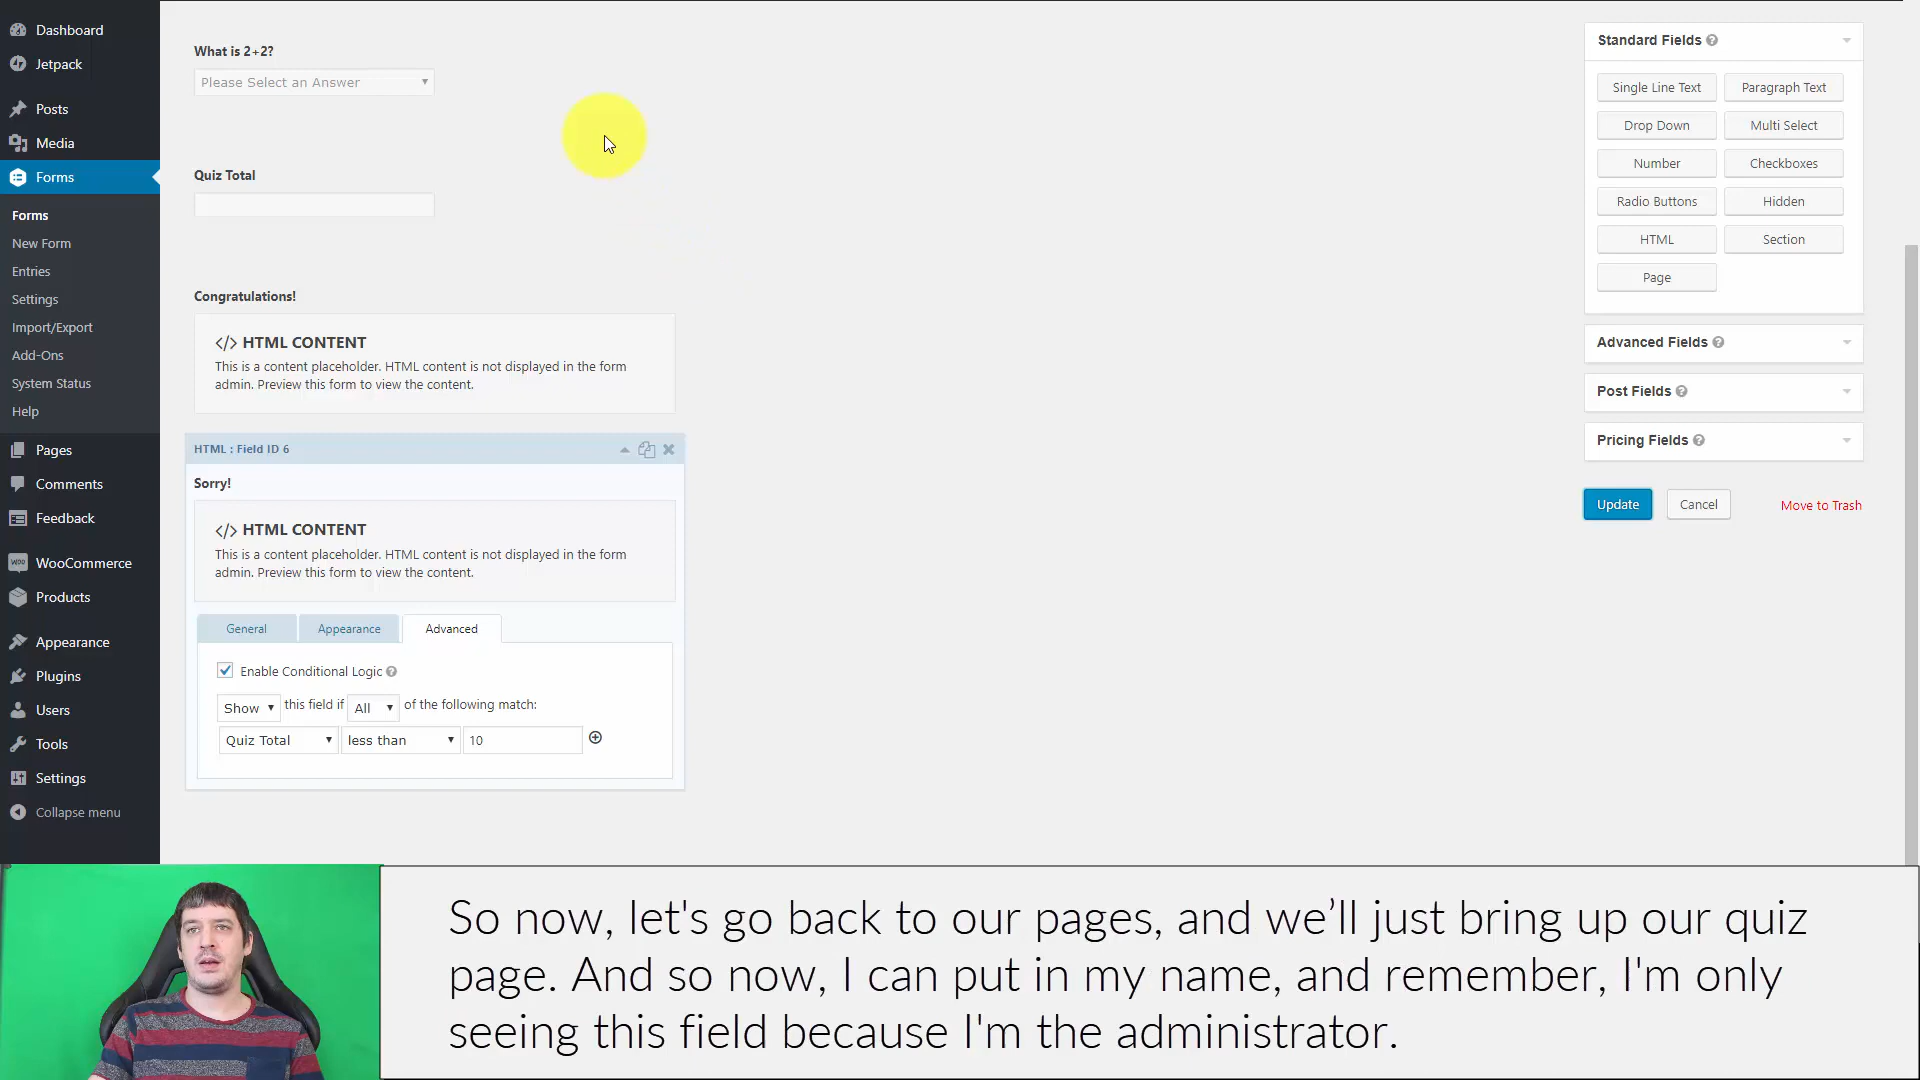 Dashboard
Jetpack
Posts
Media
Forms
Forms
New Form
Entries
Settings
Import/Export
Add-Ons
System Status
Help
Pages
Comments
Feedback
WOO WooCommerce
Products
Appearance
Plugins
Users
Tools
Settings
Collapse menu
What is 2+2?
Please Select an Answer
Quiz Total
Congratulations!
</> HTML CONTENT
This is a content placeholder. HTML content is not displayed in the form
admin. Preview this form to view the content.
HTML : Field ID 6
Sorry!
</> HTML CONTENT
This is a content placeholder. HTML content is not displayed in the form
admin. Preview this form to view the content.
General Appearance Advanced
Enable Conditional Logic ?
Show this field if All of the following match:
Quiz Total less than 10
Standard Fields ?
Single Line Text Paragraph Text
Drop Down Multi Select
Number Checkboxes
Radio Buttons Hidden
HTML Section
Page
Advanced Fields ?
Post Fields ?
Pricing Fields ?
Update Cancel Move to Trash
So now, let's go back to our pages, and we’ll just bring up our quiz
page. And so now, I can put in my name, and remember, I'm only
seeing this field because I'm the administrator.